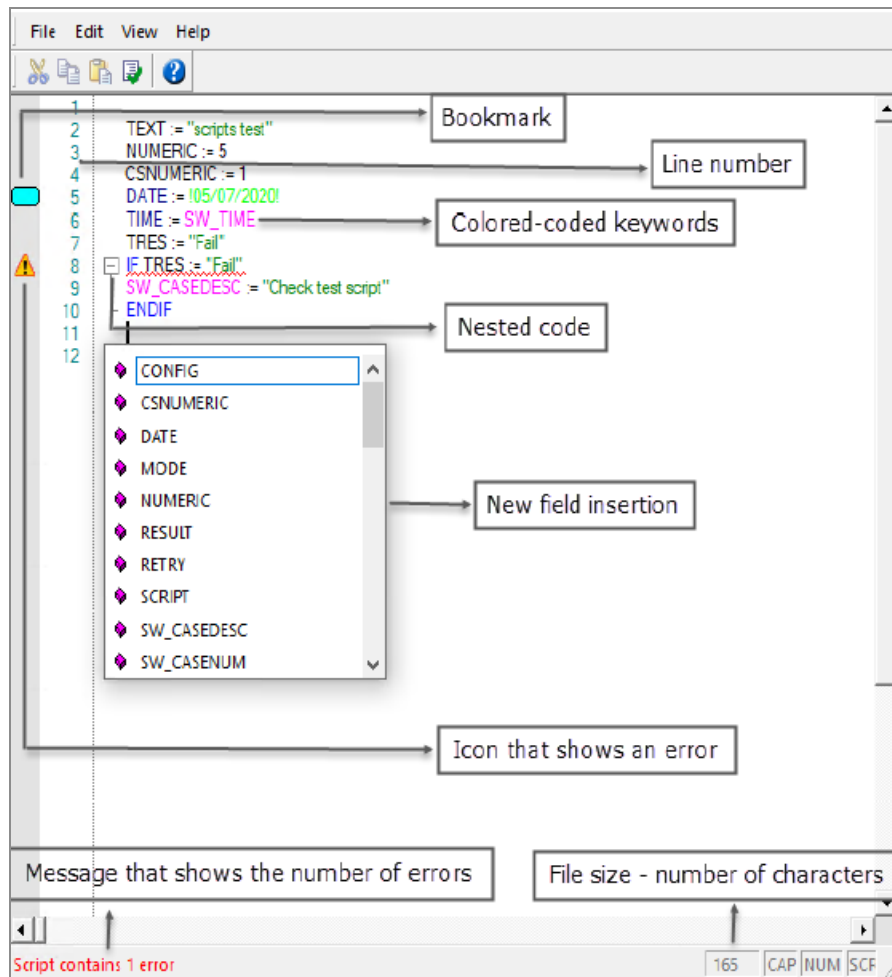 File Edit View Help
1
Bookmark
2 TEXT := "scripts test"
3 NUMERIC := 5
Line number
4 CSNUMERIC := 1
5 DATE := !05/07/2020!
6 TIME := SW_TIME
Colored-coded keywords
7 TRES := "Fail"
8 IF TRES := "Fail"
9 SW_CASEDESC := "Check test script"
10 ENDIF
Nested code
11
12
CONFIG
CSNUMERIC
DATE
MODE
NUMERIC
New field insertion
RESULT
RETRY
SCRIPT
SW_CASEDESC
SW_CASENUM
Icon that shows an error
Message that shows the number of errors
File size - number of characters
Script contains 1 error
165 CAP NUM SCF